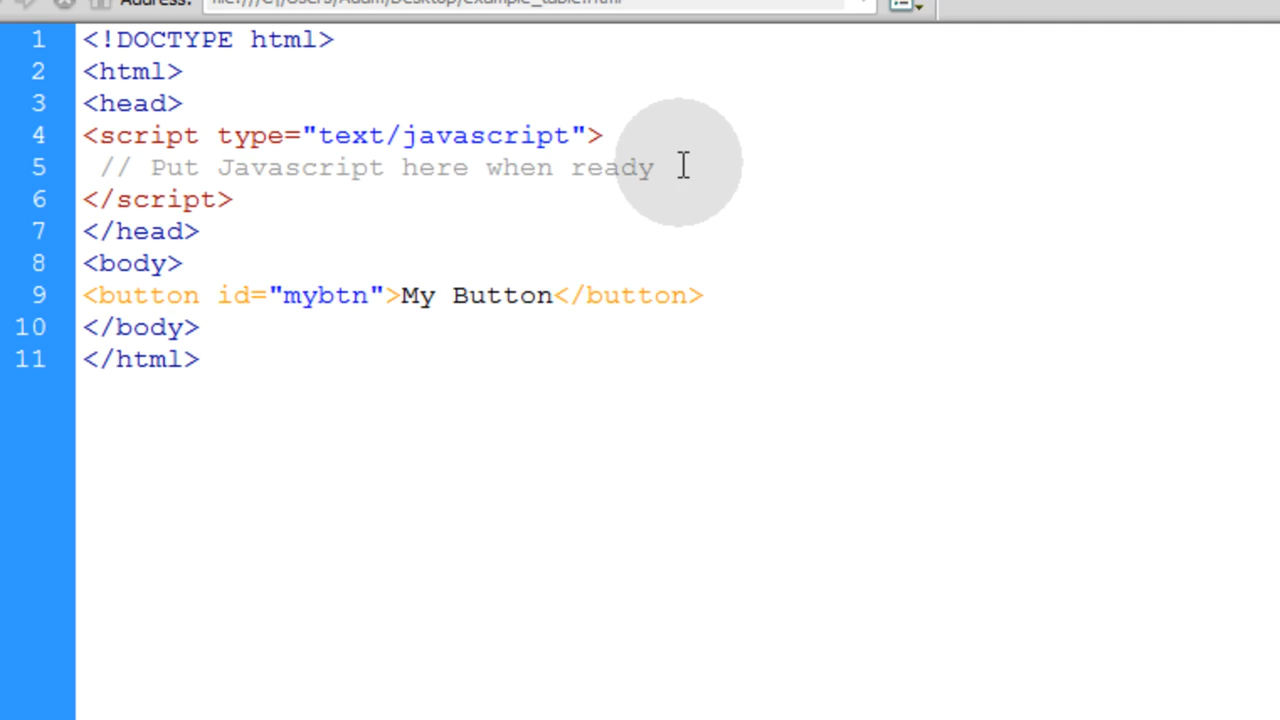 Address:
1 <!DOCTYPE html>
2 <html>
3 <head>
4 <script type="text/javascript">
5 // Put Javascript here when ready
6 </script>
7 </head>
8 <body>
9 <button id="mybtn">My Button</button>
10 </body>
11 </html>